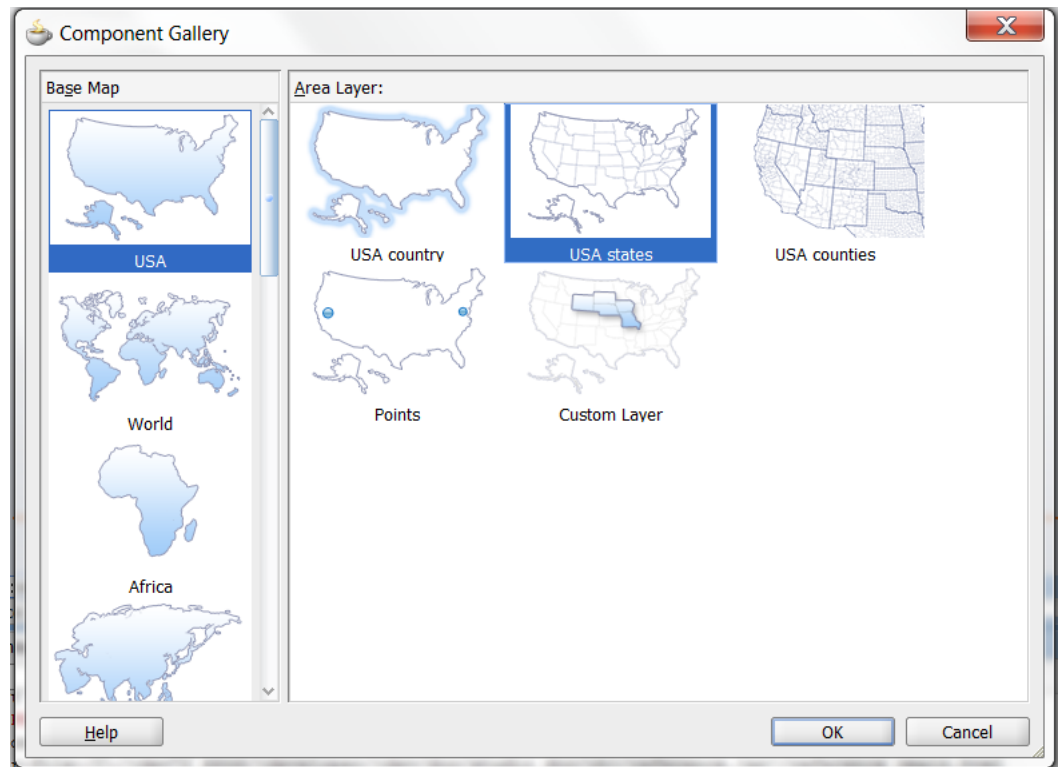 Component Gallery
X
Base Map
USA
World
Africa
Area Layer:
USA country
USA states
USA counties
Points
Custom Layer
Help
OK
Cancel